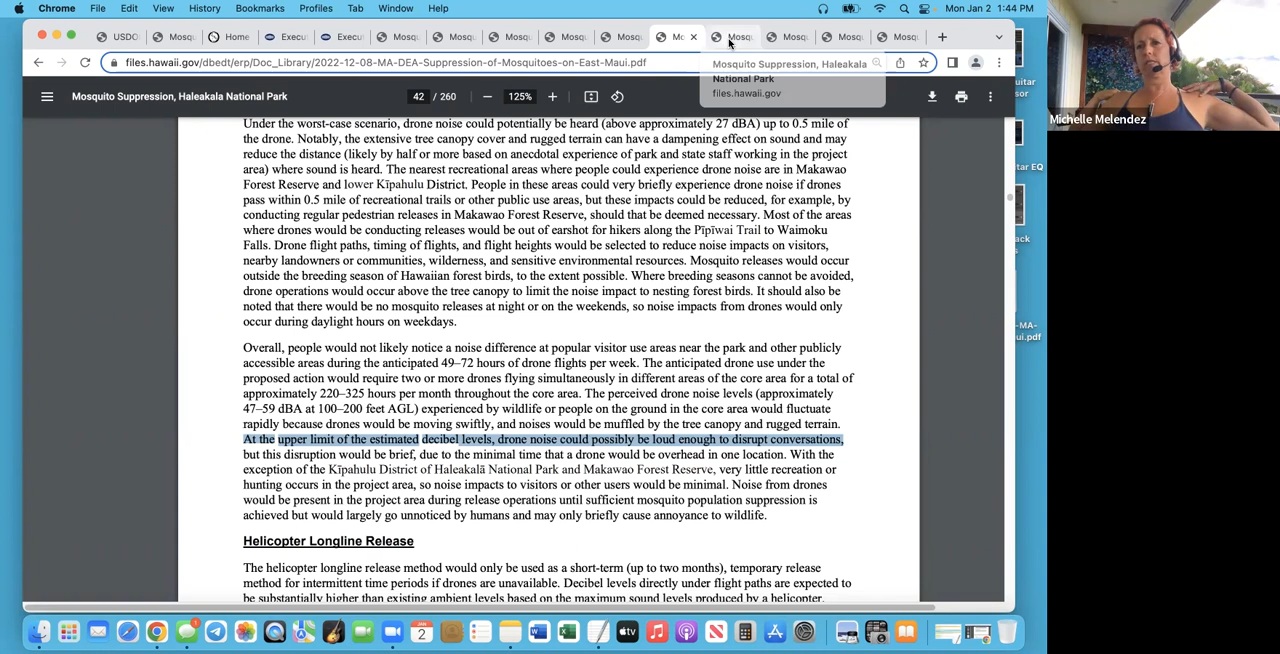 Chrome File Edit View History Bookmarks Profiles Tab Window Help Mon Jan 2 1:44 PM
USDO Mosqu Home Execu Execu Mosqu Mosqu Mosqu Mosqu Mosqu Mo Mosqu Mosqu Mosqu Mosqu
files.hawaii.gov/dbedt/erp/Doc_Library/2022-12-08-MA-DEA-Suppression-of-Mosquitoes-on-East-Maui.pdf
Mosquito Suppression, Haleakala
National Park
files.hawaii.gov
Mosquito Suppression, Haleakala National Park 42 / 260 125%
Michelle Melendez
Under the worst-case scenario, drone noise could potentially be heard (above approximately 27 dBA) up to 0.5 mile of
the drone. Notably, the extensive tree canopy cover and rugged terrain can have a dampening effect on sound and may
reduce the distance (likely by half or more based on anecdotal experience of park and state staff working in the project
area) where sound is heard. The nearest recreational areas where people could experience drone noise are in Makawao
Forest Reserve and lower Kīpahulu District. People in these areas could very briefly experience drone noise if drones
pass within 0.5 mile of recreational trails or other public use areas, but these impacts could be reduced, for example, by
conducting regular pedestrian releases in Makawao Forest Reserve, should that be deemed necessary. Most of the areas
where drones would be conducting releases would be out of earshot for hikers along the Pīpīwai Trail to Waimoku
Falls. Drone flight paths, timing of flights, and flight heights would be selected to reduce noise impacts on visitors,
nearby landowners or communities, wilderness, and sensitive environmental resources. Mosquito releases would occur
outside the breeding season of Hawaiian forest birds, to the extent possible. Where breeding seasons cannot be avoided,
drone operations would occur above the tree canopy to limit the noise impact to nesting forest birds. It should also be
noted that there would be no mosquito releases at night or on the weekends, so noise impacts from drones would only
occur during daylight hours on weekdays.
Overall, people would not likely notice a noise difference at popular visitor use areas near the park and other publicly
accessible areas during the anticipated 49–72 hours of drone flights per week. The anticipated drone use under the
proposed action would require two or more drones flying simultaneously in different areas of the core area for a total of
approximately 220–325 hours per month throughout the core area. The perceived drone noise levels (approximately
47–59 dBA at 100–200 feet AGL) experienced by wildlife or people on the ground in the core area would fluctuate
rapidly because drones would be moving swiftly, and noises would be muffled by the tree canopy and rugged terrain.
At the upper limit of the estimated decibel levels, drone noise could possibly be loud enough to disrupt conversations,
but this disruption would be brief, due to the minimal time that a drone would be overhead in one location. With the
exception of the Kīpahulu District of Haleakalā National Park and Makawao Forest Reserve, very little recreation or
hunting occurs in the project area, so noise impacts to visitors or other users would be minimal. Noise from drones
would be present in the project area during release operations until sufficient mosquito population suppression is
achieved but would largely go unnoticed by humans and may only briefly cause annoyance to wildlife.
Helicopter Longline Release
The helicopter longline release method would only be used as a short-term (up to two months), temporary release
method for intermittent time periods if drones are unavailable. Decibel levels directly under flight paths are expected to
be substantially higher than existing ambient levels based on the maximum sound levels produced by a helicopter.
uitar
sor
itar EQ
ack
s
-MA-
ui.pdf
1
JAN
2
tv